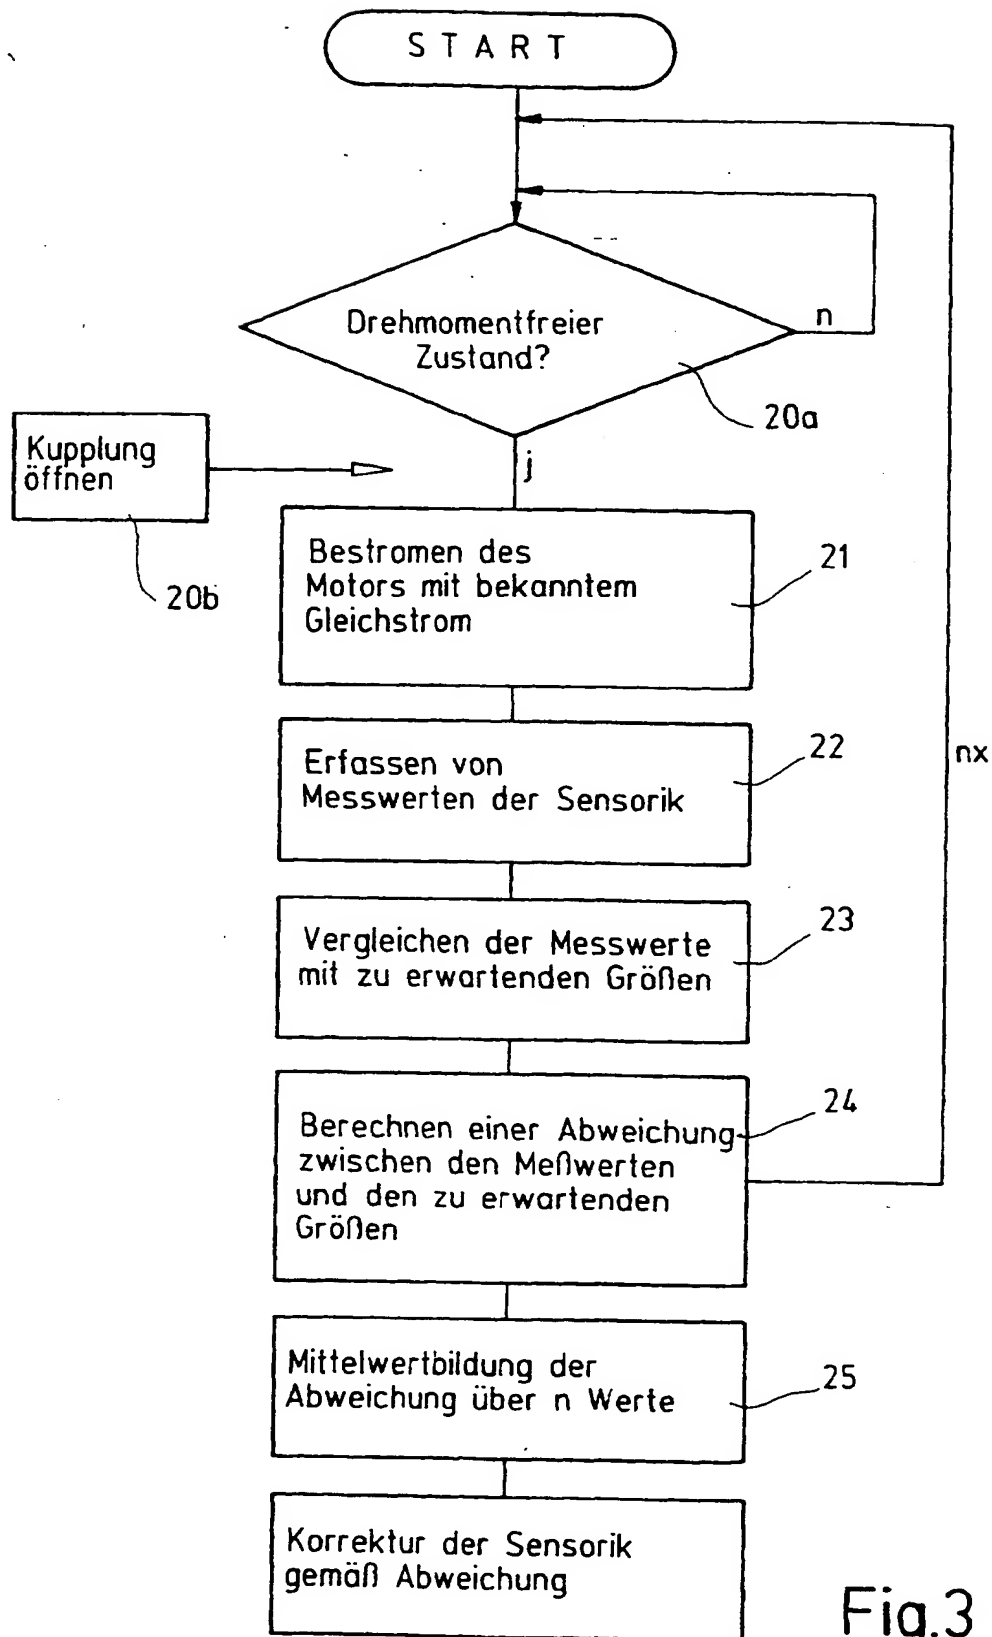 START
Drehmomentfreier
Zustand?
n
20a
Kupplung
öffnen
20b
j
Bestromen des
Motors mit bekanntem
Gleichstrom
21
Erfassen von
Messwerten der Sensorik
22
nx
Vergleichen der Messwerte
mit zu erwartenden Größen
23
Berechnen einer Abweichung
zwischen den Meßwerten
und den zu erwartenden
Größen
24
Mittelwertbildung der
Abweichung über n Werte
25
Korrektur der Sensorik
gemäß Abweichung
Fig.3